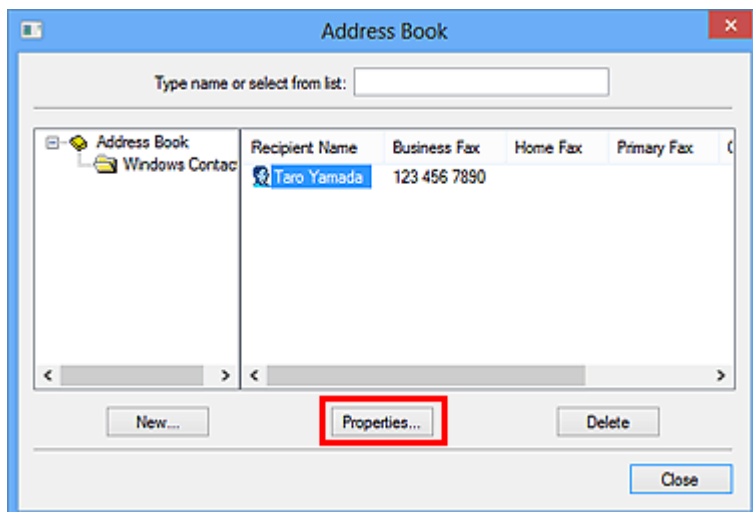 Address Book
Type name or select from list:
Address Book
Windows Contac
Recipient Name Business Fax Home Fax Primary Fax
Taro Yamada 123 456 7890
New... Properties... Delete
Close